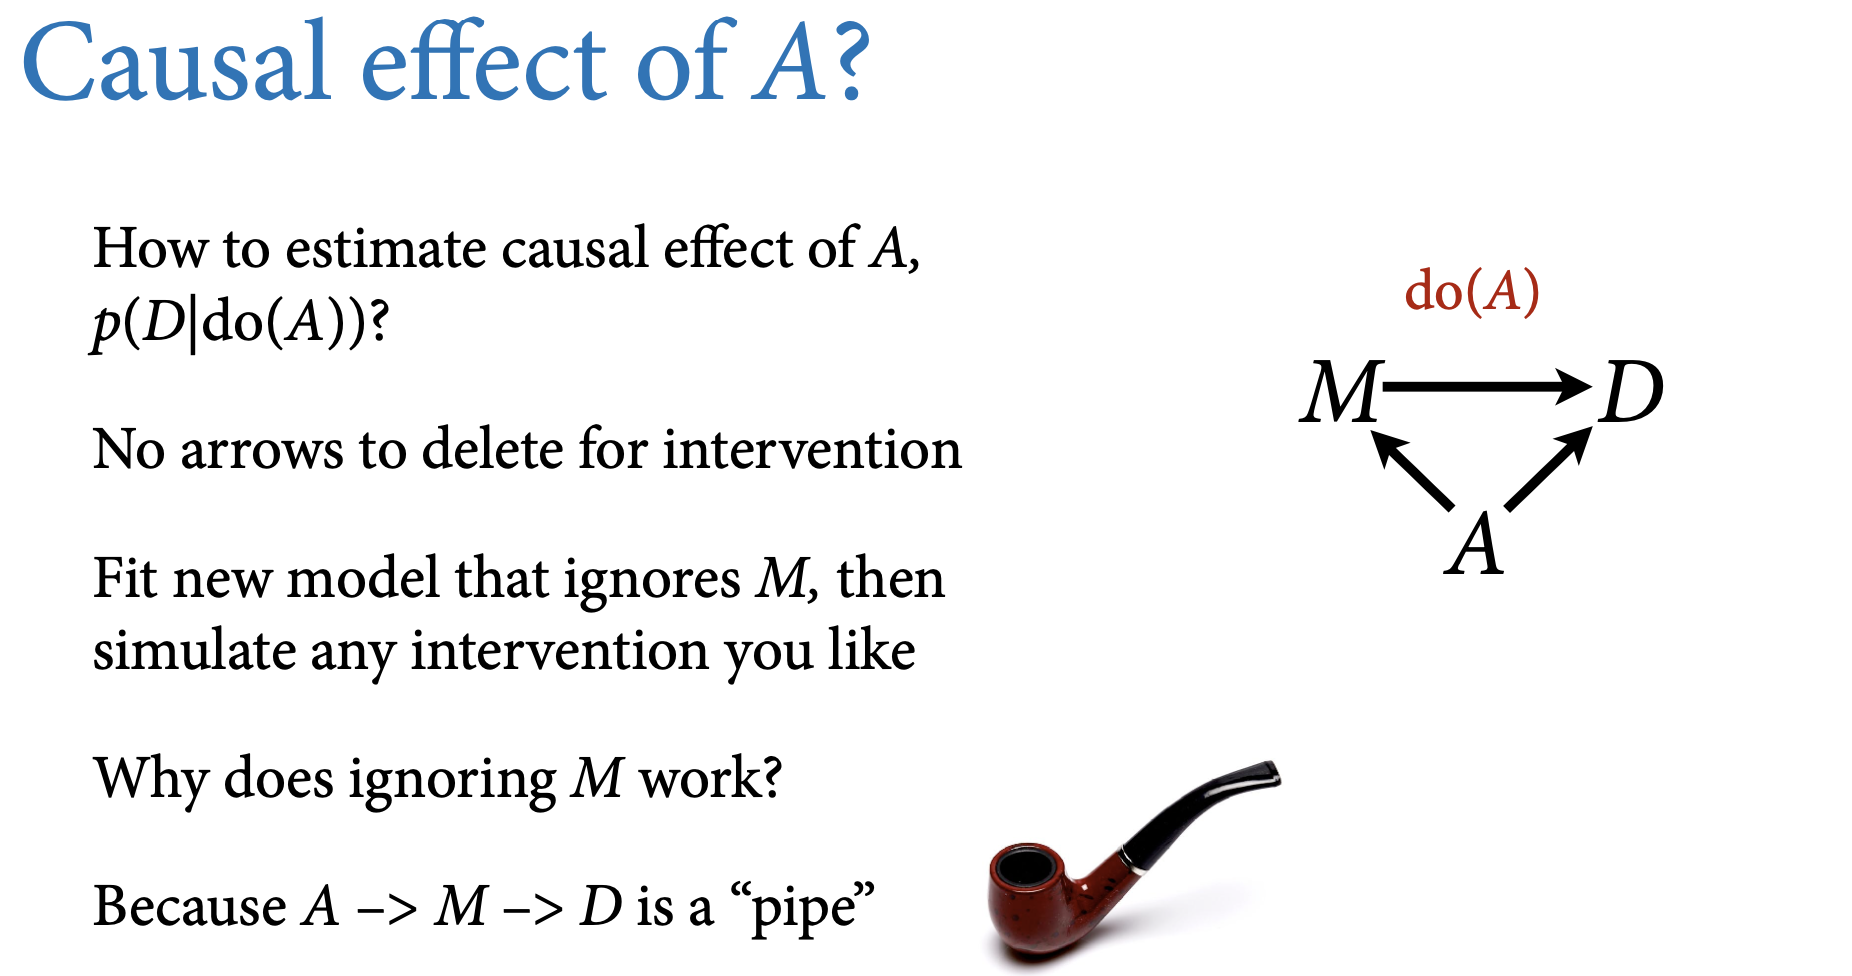 Causal effect of A?
How to estimate causal effect of A,
p(D|do(A))?
No arrows to delete for intervention
Fit new model that ignores M, then
simulate any intervention you like
Why does ignoring M work?
Because A –> M –> D is a “pipe”
do(A)
M D
A